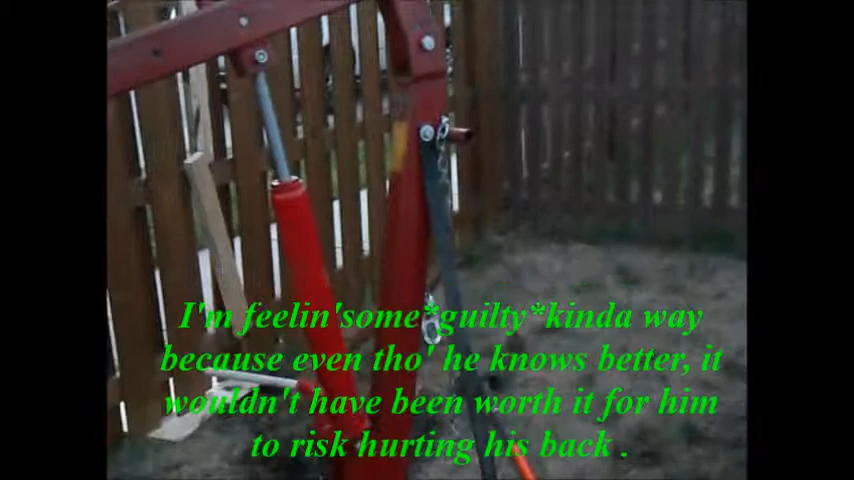 I'm feelin'some*guilty*kinda way
because even tho' he knows better, it
wouldn't have been worth it for him
to risk hurting his back .